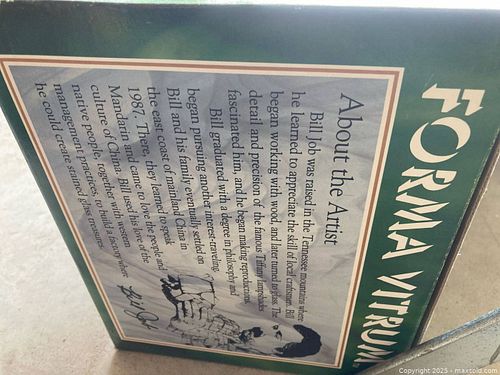 FORMA VITRUM
About the Artist
Bill Job was raised in the Tennessee mountains where
he learned to appreciate the skill of local craftsmen. Bill
began working with wood, and later turned to glass. The
detail and precision of the famous Tiffany lampshades
fascinated him, and he began making reproductions.
Bill graduated with a degree in philosophy and
began pursuing another interest-traveling.
Bill and his family eventually settled on
the east coast of mainland China in
1987. There, they learned to speak
Mandarin and came to love the people and
culture of China. Bill used his love of the
native people, together with western
management practices, to build a factory where
he could create stained glass treasures.
Bill Job
Copyright 2025 - maxsold.com